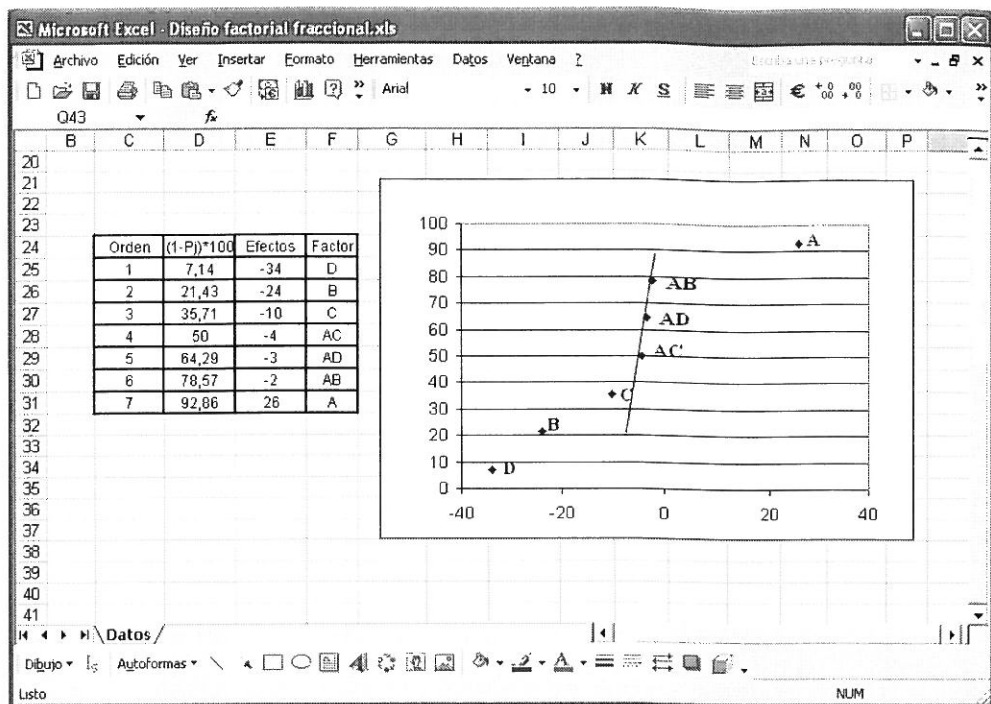 Microsoft Excel - Diseño factorial fraccional.xls
Archivo Edición Ver Insertar Formato Herramientas Datos Ventana ?
Arial 10 N K S €
Q43 fx
B C D E F G H I J K L M N O P
20
21
22
23
24 Orden (1-Pj))*100 Efectos Factor
25 1 7,14 -34 D
26 2 21,43 -24 B
27 3 35,71 -10 C
28 4 50 -4 AC
29 5 64,29 -3 AD
30 6 78,57 -2 AB
31 7 92,86 26 A
32
33
34
35
36
37
38
39
40
41
100
90 A
80 AB
70
60 AD
50 AC
40
30 C
20 B
10 D
0
-40 -20 0 20 40
Datos
Dibujo Autoformas
Listo NUM